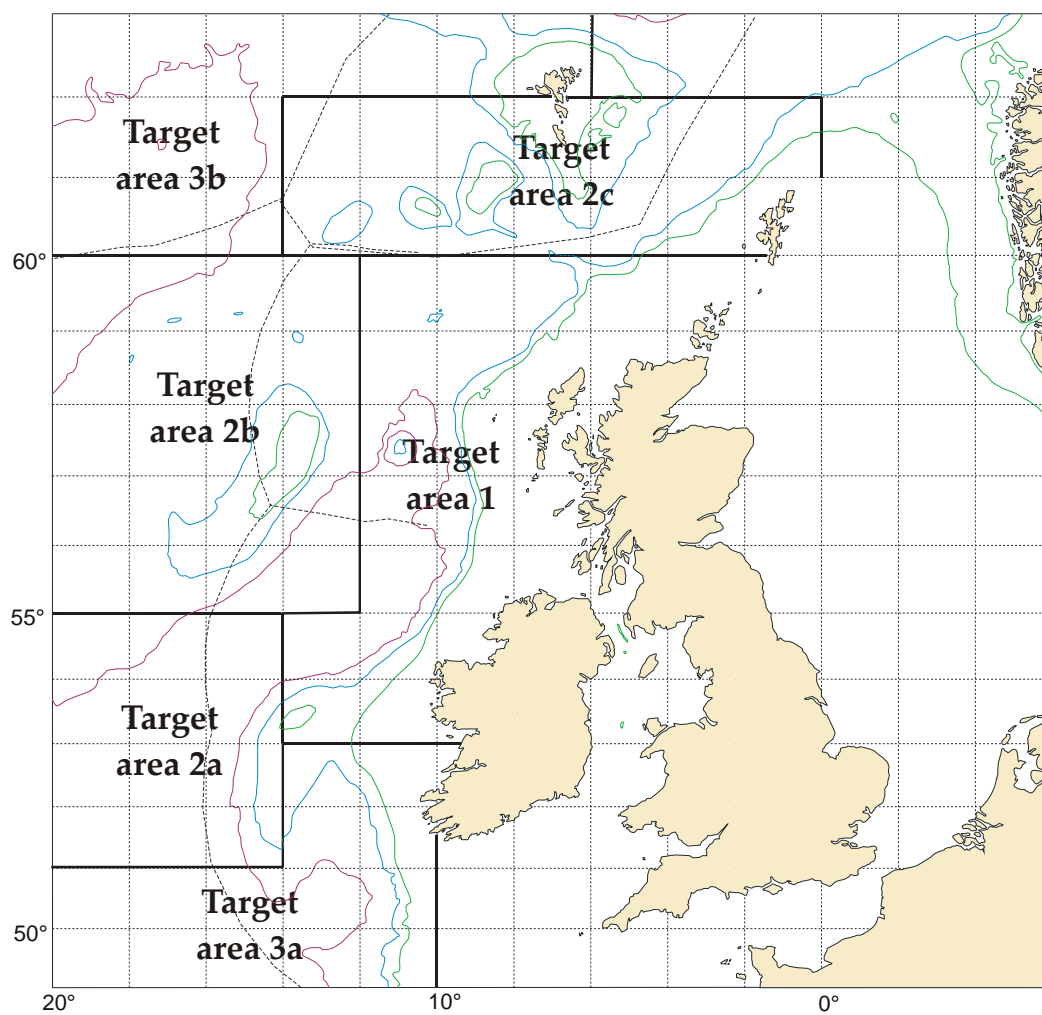 Target
area 3b
Target
area 2c
60°
Target
area 2b
Target
area 1
55°
Target
area 2a
Target
area 3a
50°
20°
10°
0°